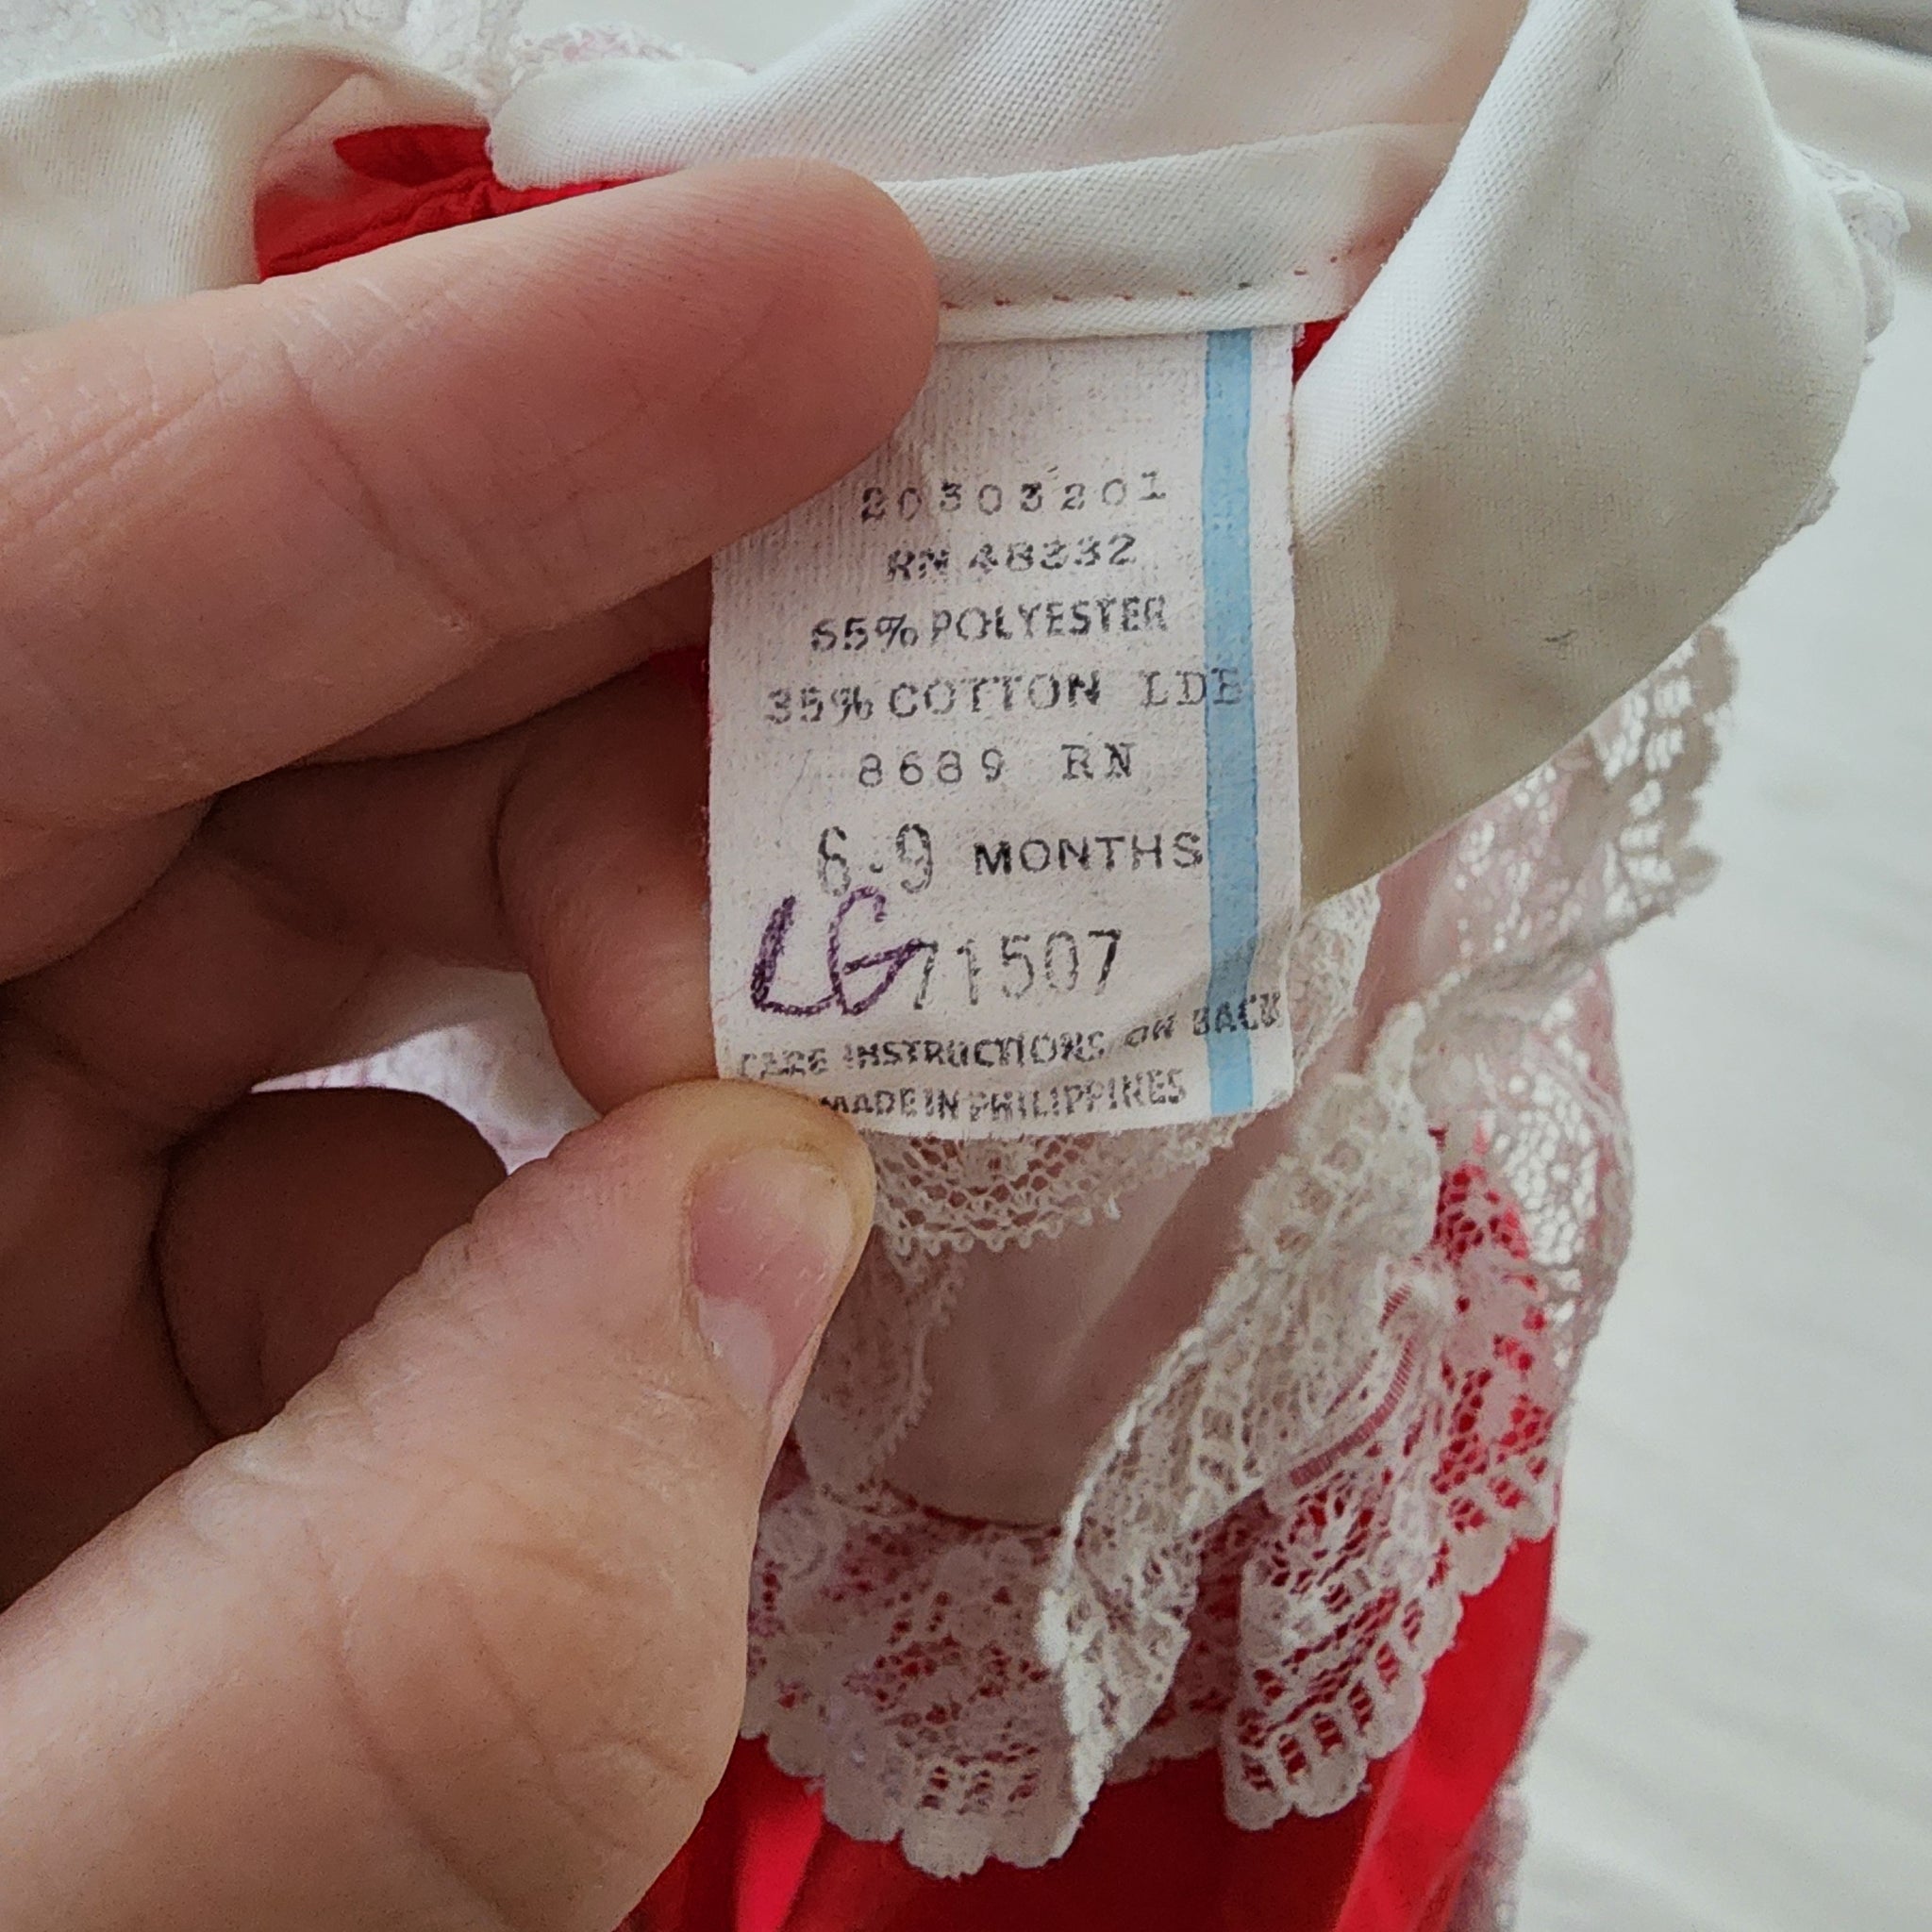 20303201
RN 48332
65% POLYESTER
35% COTTON LDB
8689 RN
6-9 MONTHS
LG 71507
CARE INSTRUCTIONS ON BACK
MADE IN PHILIPPINES